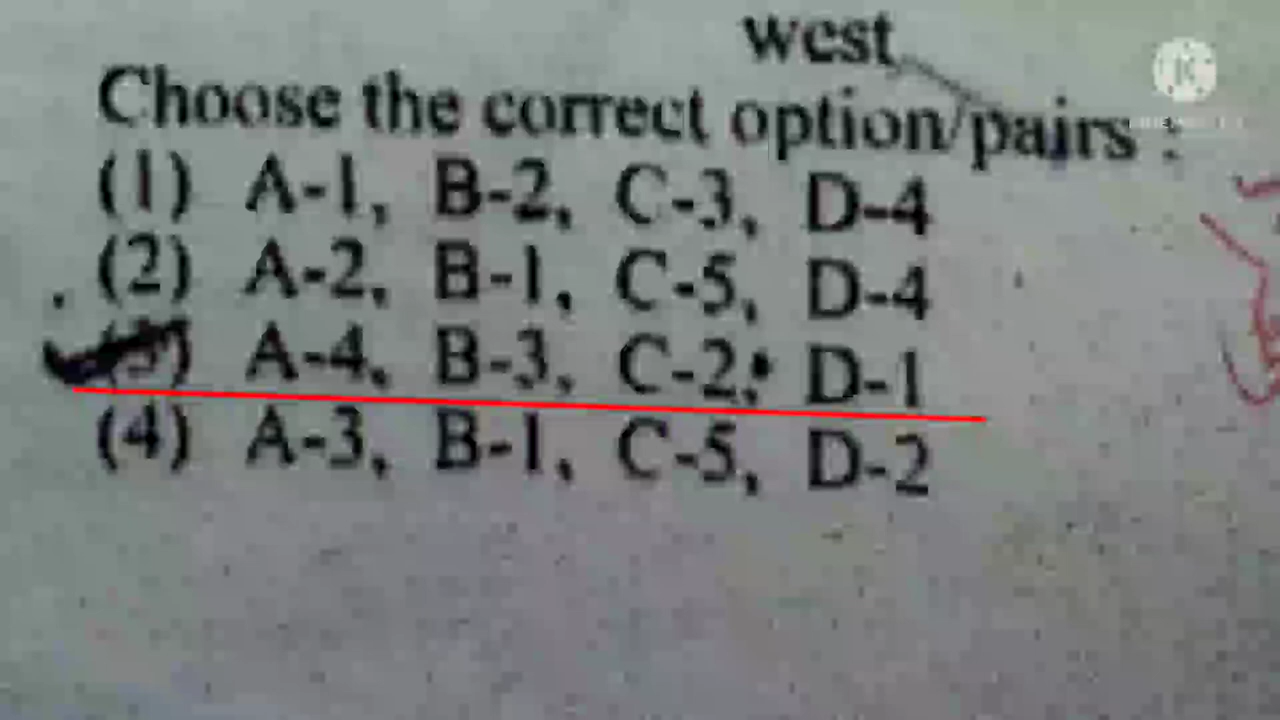 west
Choose the correct option/pairs :
(1) A-1, B-2, C-3, D-4
(2) A-2, B-1, C-5, D-4
(3) A-4, B-3, C-2, D-1
(4) A-3, B-1, C-5, D-2